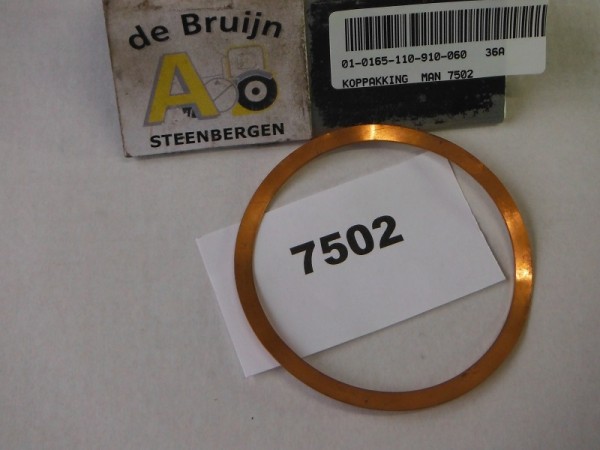 de Bruijn
A
STEENBERGEN
01-0165-110-910-060 36A
KOPPAKKING MAN 7502
7502